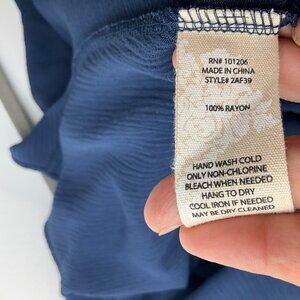 RN# 101206
MADE IN CHINA
STYLE# 2AF39
100% RAYON
HAND WASH COLD
ONLY NON-CHLORINE
BLEACH WHEN NEEDED
HANG TO DRY
COOL IRON IF NEEDED
MAY BE DRY CLEANED